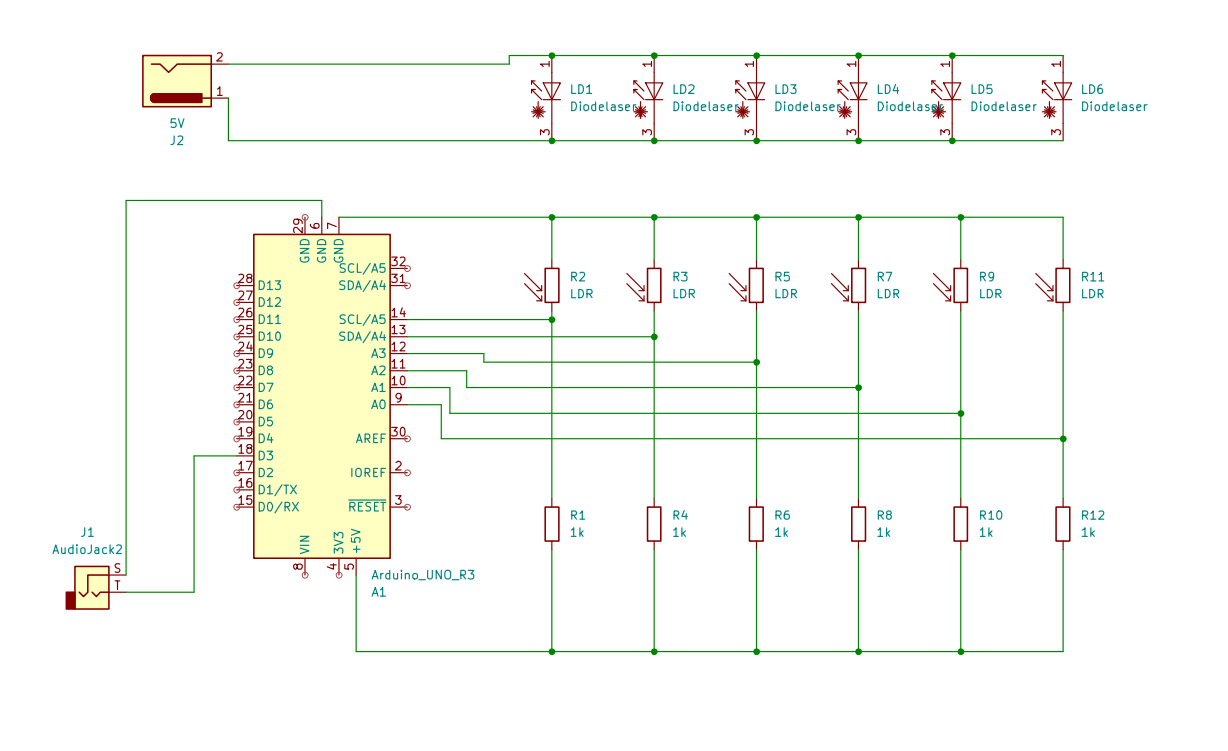 2
1
5V
J2
1
LD1
Diodelaser
3
1
LD2
Diodelaser
3
1
LD3
Diodelaser
3
1
LD4
Diodelaser
3
1
LD5
Diodelaser
3
1
LD6
Diodelaser
3
29
6
7
GND
GND
GND
SCL/A5 32
SDA/A4 31
28 D13
27 D12
26 D11
25 D10
24 D9
23 D8
22 D7
21 D6
20 D5
19 D4
18 D3
17 D2
16 D1/TX
15 D0/RX
SCL/A5 14
SDA/A4 13
A3 12
A2 11
A1 10
A0 9
AREF 30
IOREF 2
RESET 3
VIN
3V3
+5V
8
4
5
Arduino_UNO_R3
A1
R2
LDR
R3
LDR
R5
LDR
R7
LDR
R9
LDR
R11
LDR
R1
1k
R4
1k
R6
1k
R8
1k
R10
1k
R12
1k
J1
AudioJack2
S
T